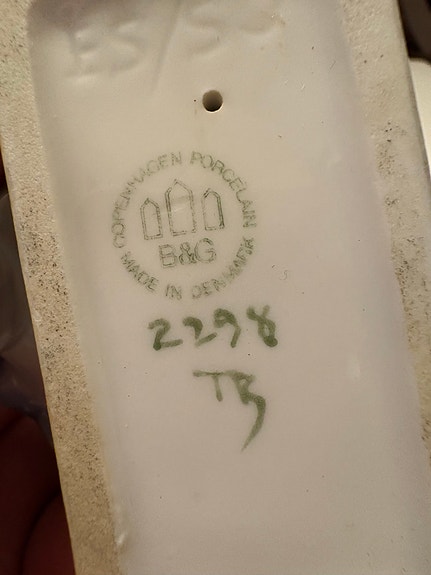 COPENHAGEN PORCELAIN
B&G
MADE IN DENMARK
2298
TB